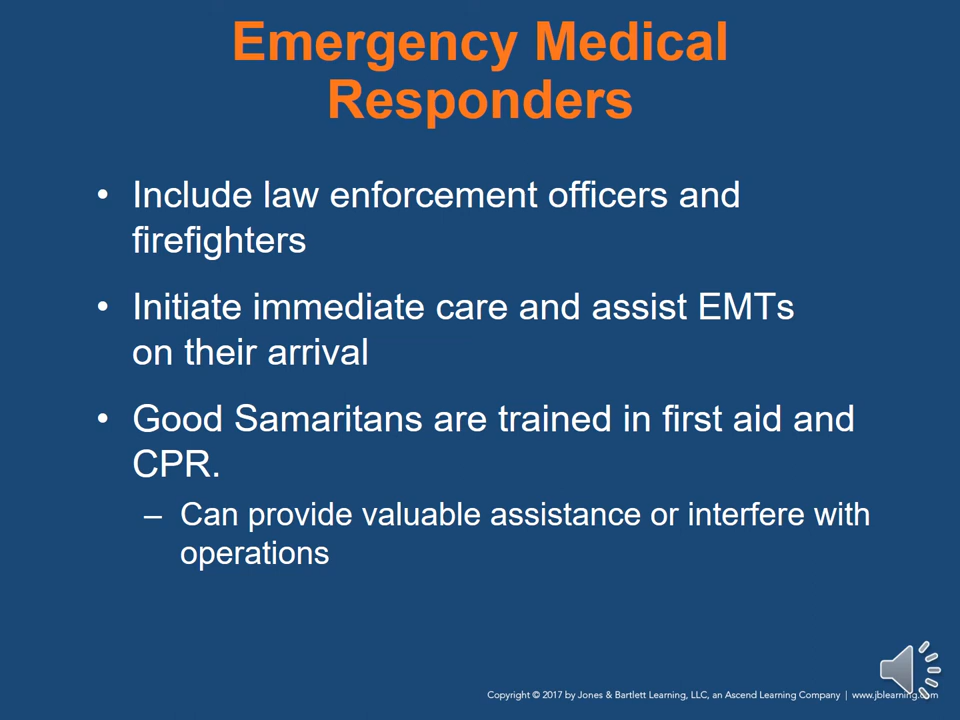 Emergency Medical
Responders
• Include law enforcement officers and
firefighters
• Initiate immediate care and assist EMTs
on their arrival
• Good Samaritans are trained in first aid and
CPR.
– Can provide valuable assistance or interfere with
operations
Copyright © 2017 by Jones & Bartlett Learning, LLC, an Ascend Learning Company | www.jblearning.com